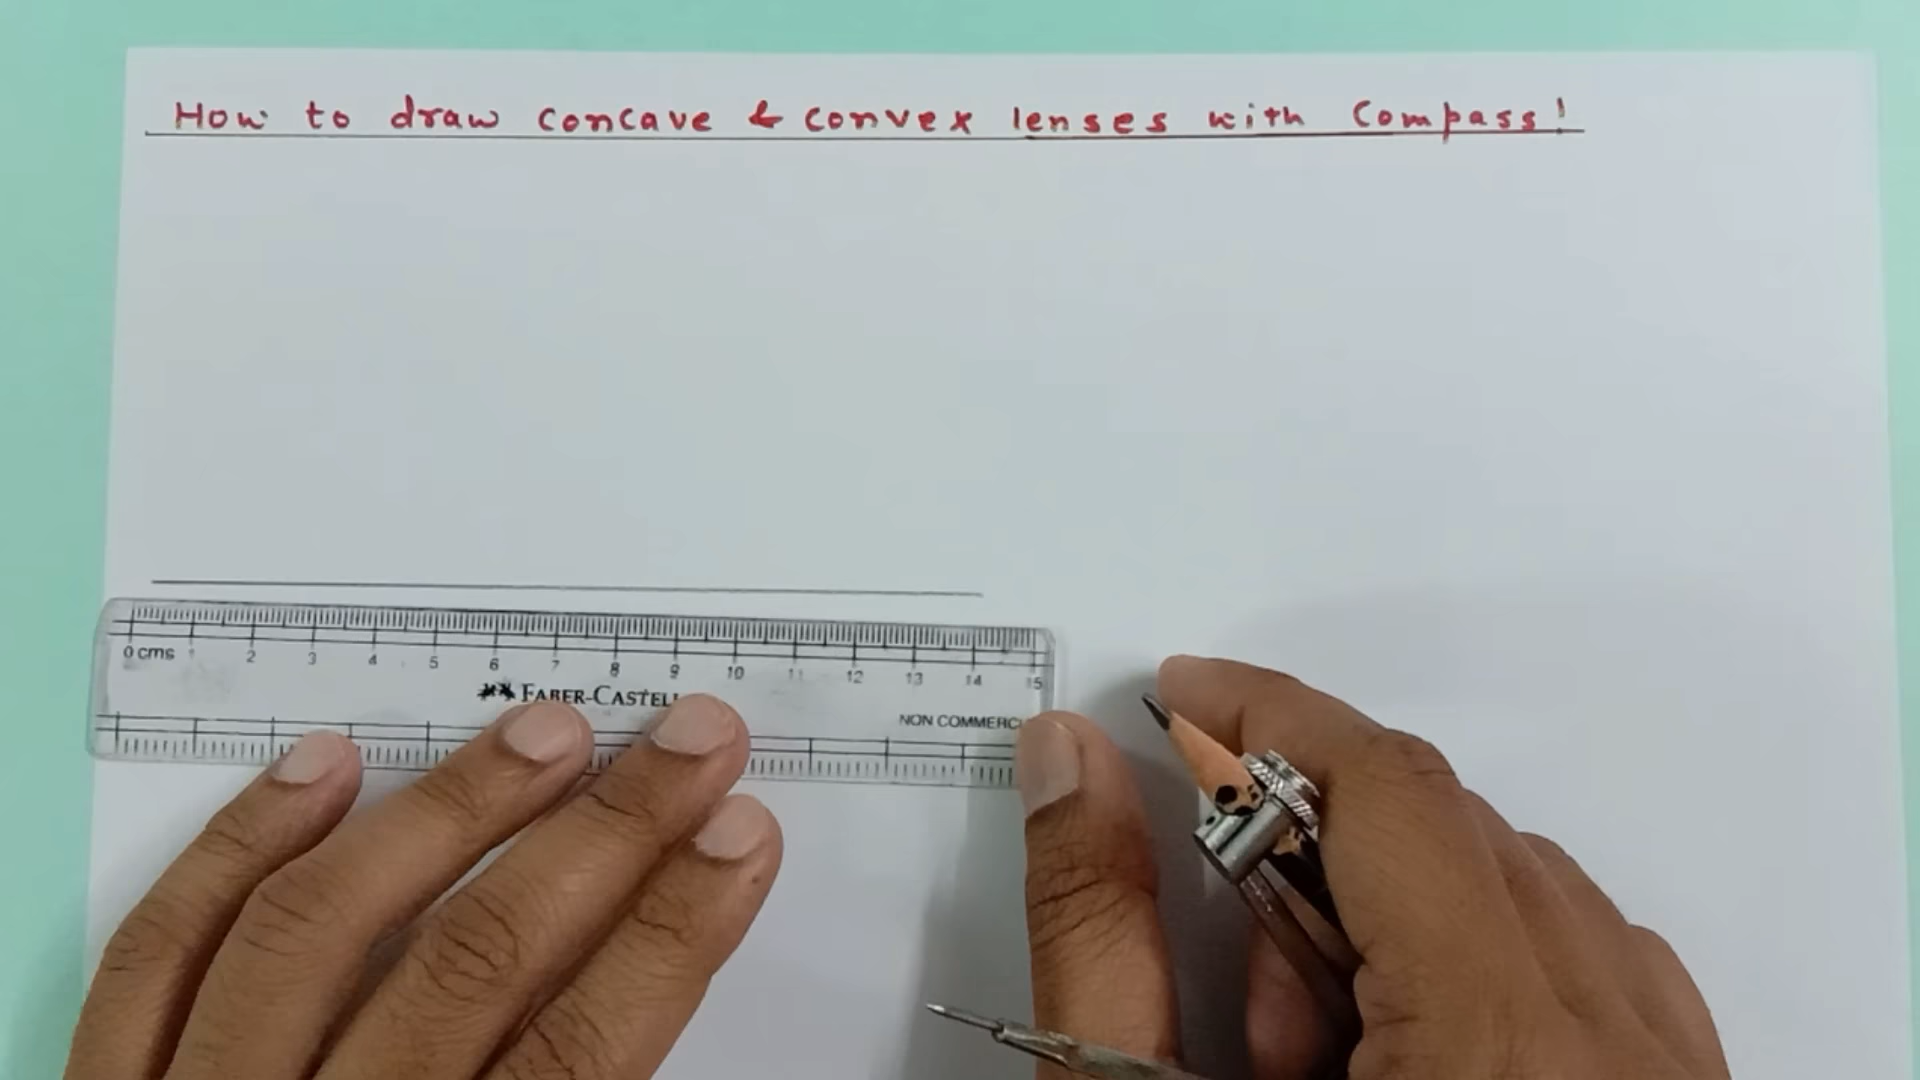 How to draw concave & convex lenses with Compass!
0 cms 1 2 3 4 5 6 7 8 9 10 11 12 13 14 15
FABER-CASTELL
NON COMMERCI